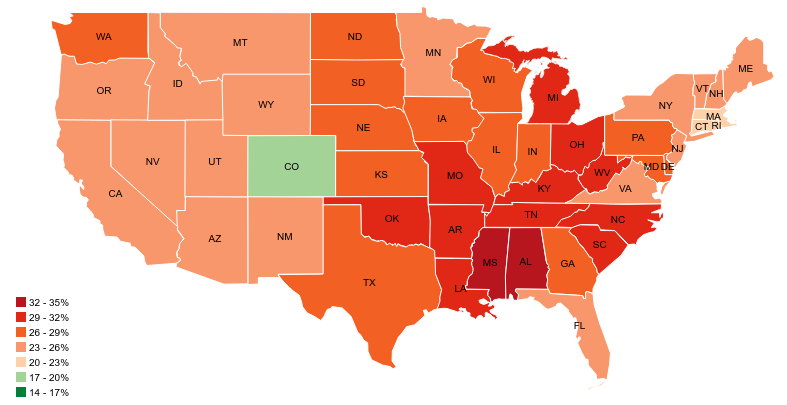 WA
MT
ND
MN
OR
ID
WY
SD
WI
MI
ME
VT
NH
NY
MA
CT RI
NV
UT
CO
NE
IA
IL
IN
OH
PA
NJ
CA
KS
MO
KY
WV
MD DE
VA
AZ
NM
OK
AR
TN
NC
SC
TX
LA
MS
AL
GA
FL
32 - 35%
29 - 32%
26 - 29%
23 - 26%
20 - 23%
17 - 20%
14 - 17%